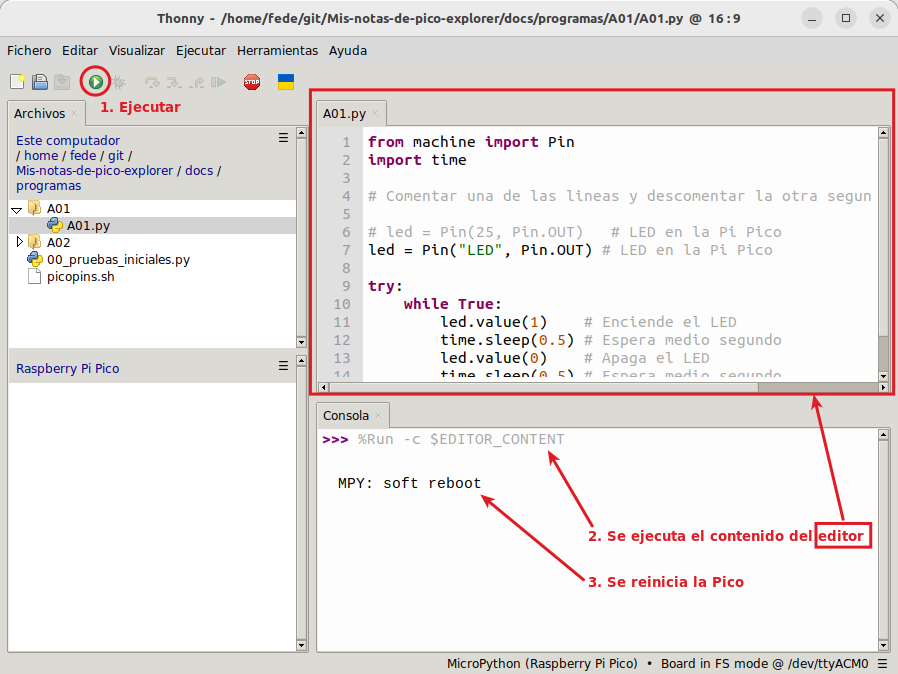 Thonny - /home/fede/git/Mis-notas-de-pico-explorer/docs/programas/A01/A01.py @ 16:9
Fichero Editar Visualizar Ejecutar Herramientas Ayuda
STOP
1. Ejecutar
Archivos
Este computador
/ home / fede / git /
Mis-notas-de-pico-explorer / docs /
programas
A01
A01.py
A02
00_pruebas_iniciales.py
picopins.sh
Raspberry Pi Pico
A01.py
1 from machine import Pin
2 import time
3
4 # Comentar una de las lineas y descomentar la otra segun
5
6 # led = Pin(25, Pin.OUT)   # LED en la Pi Pico
7 led = Pin("LED", Pin.OUT) # LED en la Pi Pico
8
9 try:
10     while True:
11         led.value(1)    # Enciende el LED
12         time.sleep(0.5) # Espera medio segundo
13         led.value(0)    # Apaga el LED
14         time.sleep(0.5) # Espera medio segundo
Consola
>>> %Run -c $EDITOR_CONTENT
MPY: soft reboot
2. Se ejecuta el contenido del editor
3. Se reinicia la Pico
MicroPython (Raspberry Pi Pico) • Board in FS mode @ /dev/ttyACM0